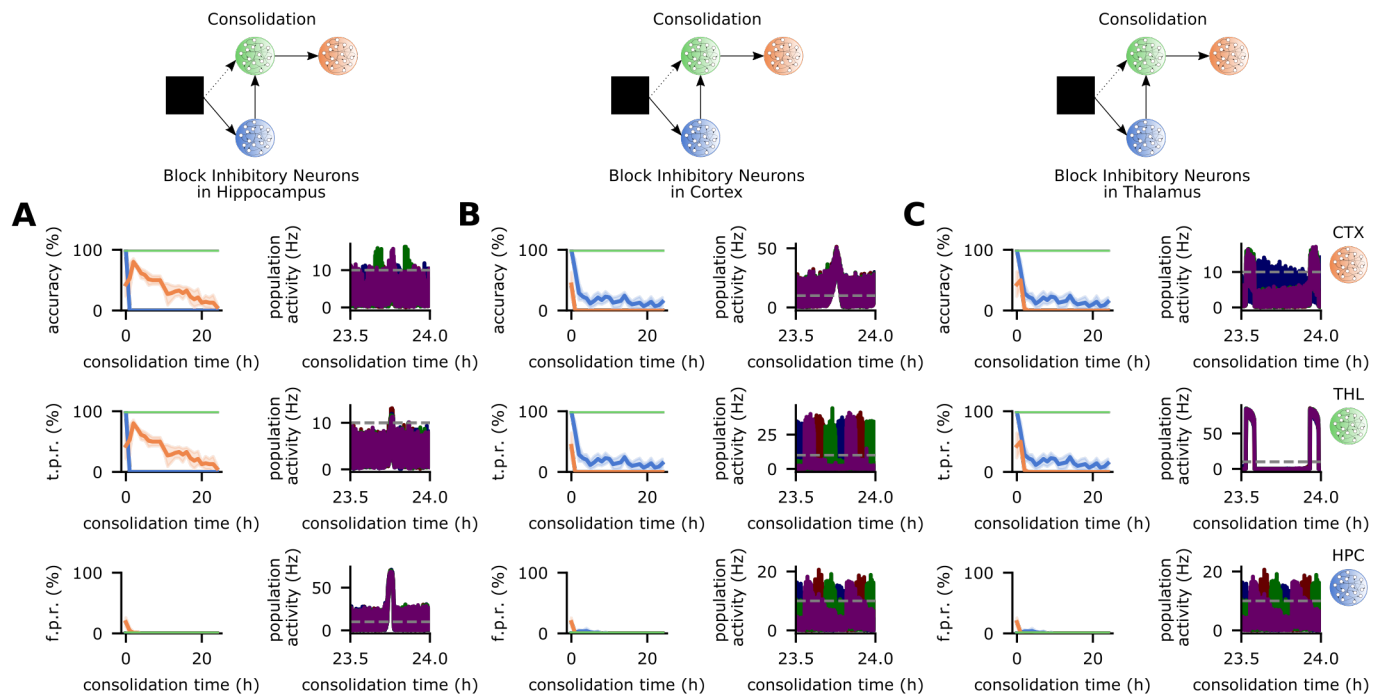 Consolidation
Consolidation
Consolidation
Block Inhibitory Neurons
in Hippocampus
Block Inhibitory Neurons
in Cortex
Block Inhibitory Neurons
in Thalamus
A
accuracy (%)
100
0
0
20
consolidation time (h)
population
activity (Hz)
10
0
23.5
24.0
consolidation time (h)
B
accuracy (%)
100
0
0
20
consolidation time (h)
population
activity (Hz)
50
0
23.5
24.0
consolidation time (h)
C
accuracy (%)
100
0
0
20
consolidation time (h)
population
activity (Hz)
10
0
23.5
24.0
consolidation time (h)
CTX
t.p.r. (%)
100
0
0
20
consolidation time (h)
population
activity (Hz)
10
0
23.5
24.0
consolidation time (h)
t.p.r. (%)
100
0
0
20
consolidation time (h)
population
activity (Hz)
25
0
23.5
24.0
consolidation time (h)
t.p.r. (%)
100
0
0
20
consolidation time (h)
population
activity (Hz)
50
0
23.5
24.0
consolidation time (h)
THL
f.p.r. (%)
100
0
0
20
consolidation time (h)
population
activity (Hz)
50
0
23.5
24.0
consolidation time (h)
f.p.r. (%)
100
0
0
20
consolidation time (h)
population
activity (Hz)
20
0
23.5
24.0
consolidation time (h)
f.p.r. (%)
100
0
0
20
consolidation time (h)
population
activity (Hz)
20
0
23.5
24.0
consolidation time (h)
HPC